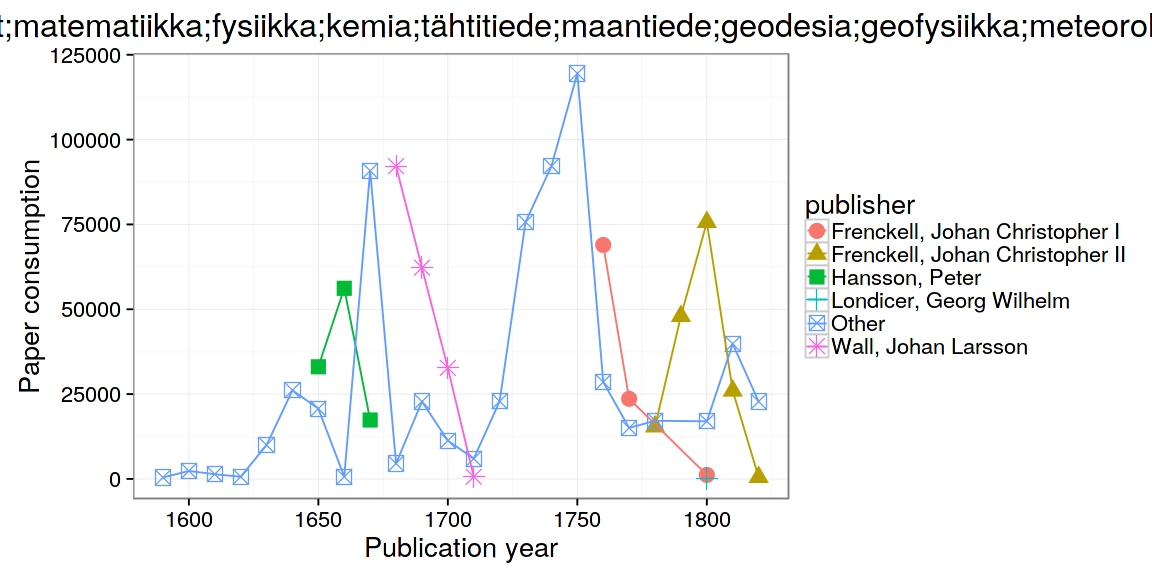 ;matematiikka;fysiikka;kemia;tähtitiede;maantiede;geodesia;geofysiikka;
125000
100000
75000
50000
25000
0
Paper consumption
1600
1650
1700
1750
1800
Publication year
publisher
Frenckell, Johan Christopher I
Frenckell, Johan Christopher II
Hansson, Peter
Londicer, Georg Wilhelm
Other
Wall, Johan Larsson